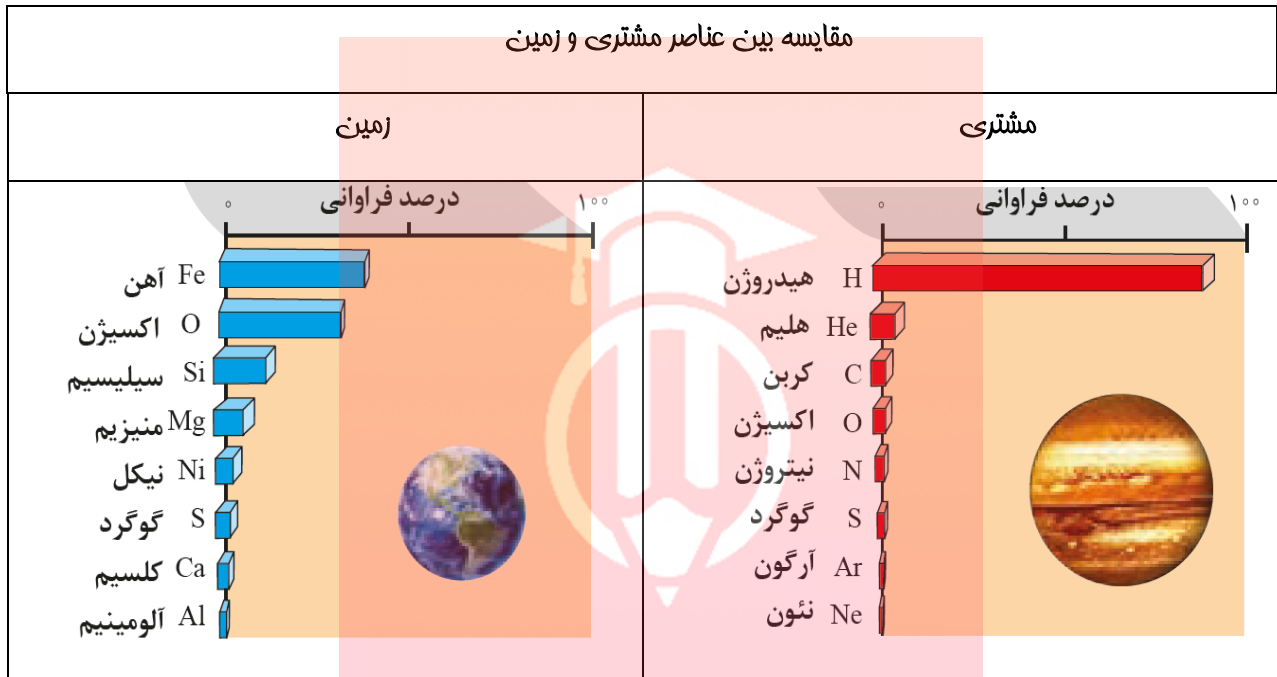 مقایسه بین عناصر مشتری و زمین
مشتری
زمین
۰ درصد فراوانی ۱۰۰
هیدروژن H
هلیم He
کربن C
اکسیژن O
نیتروژن N
گوگرد S
آرگون Ar
نئون Ne
۰ درصد فراوانی ۱۰۰
آهن Fe
اکسیژن O
سیلیسیم Si
منیزیم Mg
نیکل Ni
گوگرد S
کلسیم Ca
آلومینیم Al